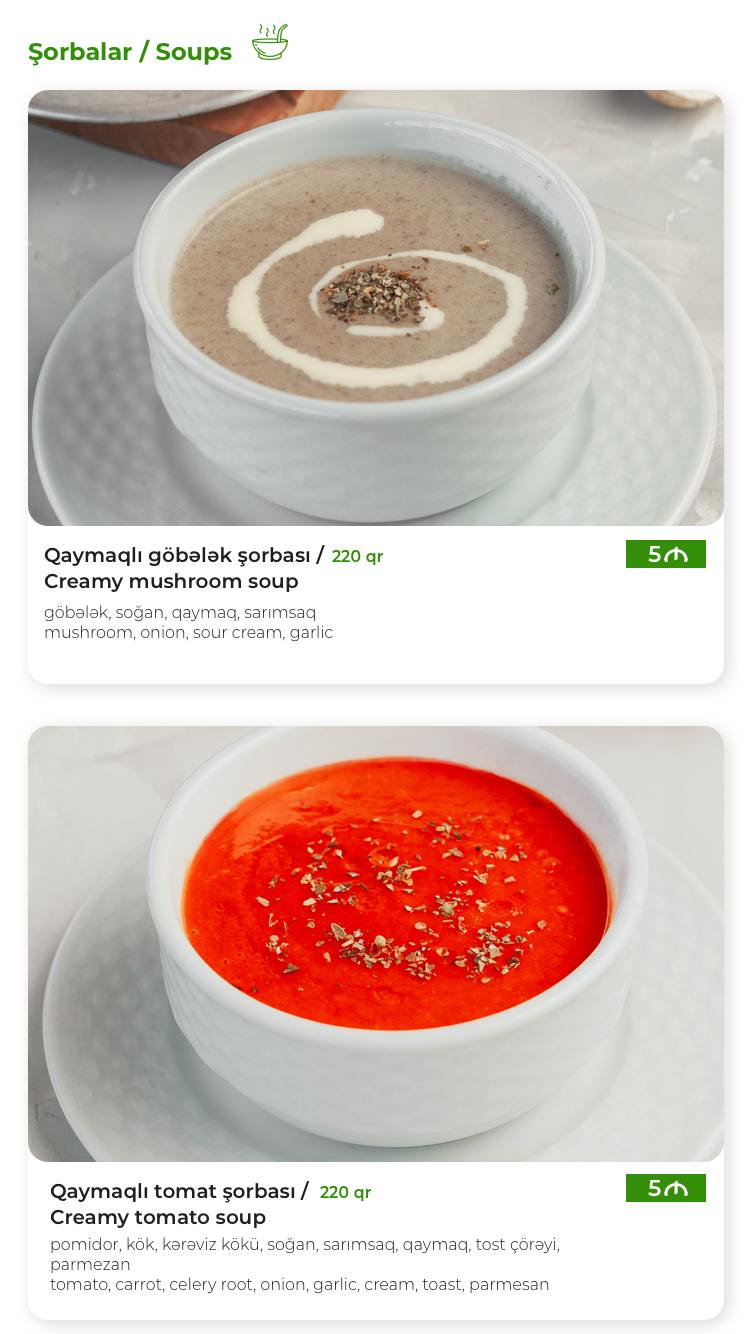 Şorbalar / Soups
Qaymaqlı göbələk şorbası / 220 qr
5₼
Creamy mushroom soup
göbələk, soğan, qaymaq, sarımsaq
mushroom, onion, sour cream, garlic
Qaymaqlı tomat şorbası / 220 qr
5₼
Creamy tomato soup
pomidor, kök, kərəviz kökü, soğan, sarımsaq, qaymaq, tost çörəyi,
parmezan
tomato, carrot, celery root, onion, garlic, cream, toast, parmesan